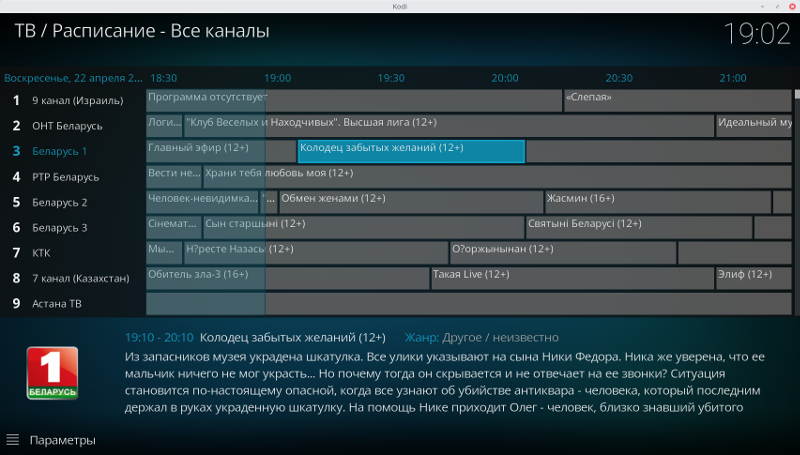 Kodi
ТВ / Расписание - Все каналы
19:02
Воскресенье, 22 апреля 2... 18:30 19:00 19:30 20:00 20:30 21:00
1 9 канал (Израиль) Программа отсутствует «Слепая»
2 ОНТ Беларусь Логи... "Клуб Веселых и Находчивых". Высшая лига (12+) Идеальный му
3 Беларусь 1 Главный эфир (12+) Колодец забытых желаний (12+)
4 РТР Беларусь Вести не... Храни тебя любовь моя (12+)
5 Беларусь 2 Человек-невидимка... "... Обмен женами (12+) Жасмин (16+)
6 Беларусь 3 Сінемат... Сын старшыні (12+) Святыні Беларусі (12+)
7 КТК Мы... Н?ресте Назасы (12+) О?оржынынан (12+)
8 7 канал (Казахстан) Обитель зла-3 (16+) Такая Live (12+) Элиф (12+)
9 Астана ТВ
19:10 - 20:10 Колодец забытых желаний (12+) Жанр: Другое / неизвестно
Из запасников музея украдена шкатулка. Все улики указывают на сына Ники Федора. Ника же уверена, что ее
мальчик ничего не мог украсть... Но почему тогда он скрывается и не отвечает на ее звонки? Ситуация
становится по-настоящему опасной, когда все узнают об убийстве антиквара - человека, который последним
держал в руках украденную шкатулку. На помощь Нике приходит Олег - человек, близко знавший убитого
1
БЕЛАРУСЬ
Параметры